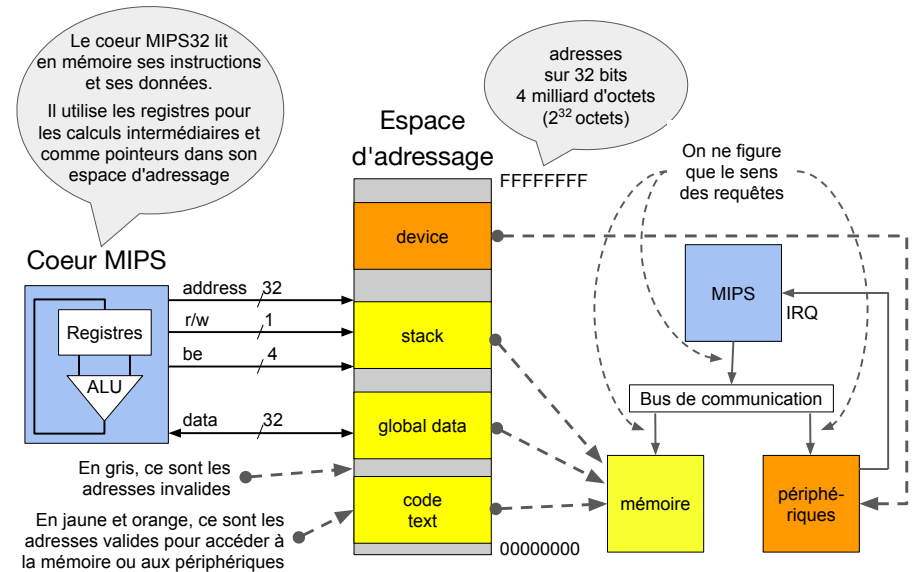 Le coeur MIPS32 lit
en mémoire ses instructions
et ses données.
Il utilise les registres pour
les calculs intermédiaires et
comme pointeurs dans son
espace d'adressage
adresses
sur 32 bits
4 milliard d'octets
(2³² octets)
Espace
d'adressage
FFFFFFFF
On ne figure
que le sens
des requêtes
device
Coeur MIPS
address 32
r/w 1
be 4
data 32
Registres
ALU
stack
global data
code
text
00000000
MIPS
IRQ
Bus de communication
mémoire
périphé-
riques
En gris, ce sont les
adresses invalides
En jaune et orange, ce sont les
adresses valides pour accéder à
la mémoire ou aux périphériques